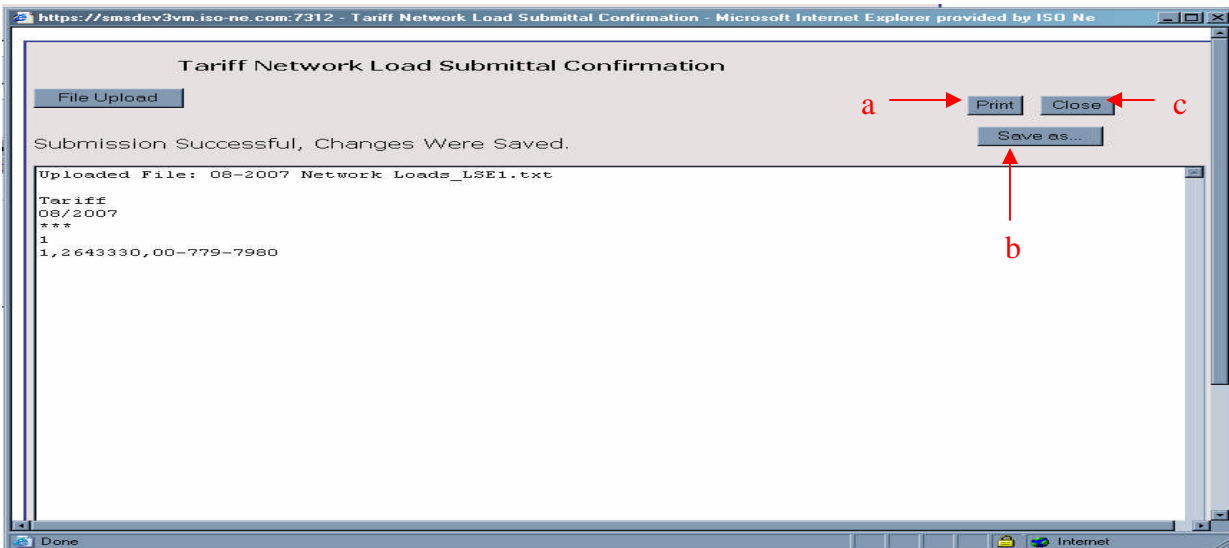 https://smsdev3vm.iso-ne.com:7312 - Tariff Network Load Submittal Confirmation - Microsoft Internet Explorer provided by ISO Ne
Tariff Network Load Submittal Confirmation
File Upload
a
Print
Close
c
Submission Successful, Changes Were Saved.
Save as...
b
Uploaded File: 08-2007 Network Loads_LSE1.txt
Tariff
08/2007
***
1
1,2643330,00-779-7980
Done
Internet